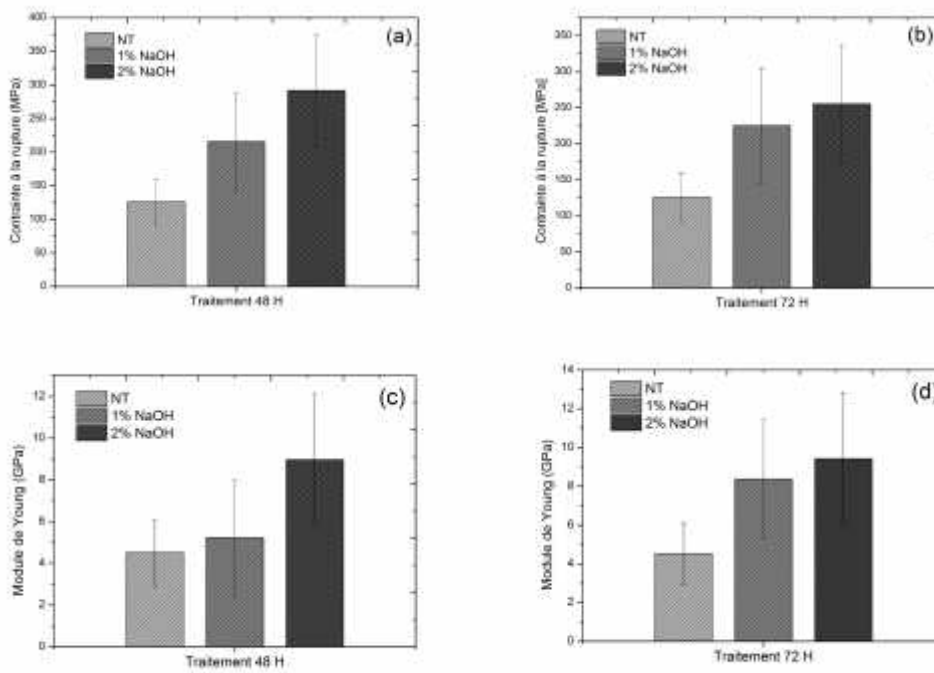 (a)
NT
1% NaOH
2% NaOH
Contrainte à la rupture (MPa)
400
350
300
250
200
150
100
50
0
Traitement 48 H
(b)
NT
1% NaOH
2% NaOH
Contrainte à la rupture [MPa]
350
300
250
200
150
100
50
0
Traitement 72 H
(c)
NT
1% NaOH
2% NaOH
Module de Young (GPa)
12
10
8
6
4
2
0
Traitement 48 H
(d)
NT
1% NaOH
2% NaOH
Module de Young (GPa)
14
12
10
8
6
4
2
0
Traitement 72 H